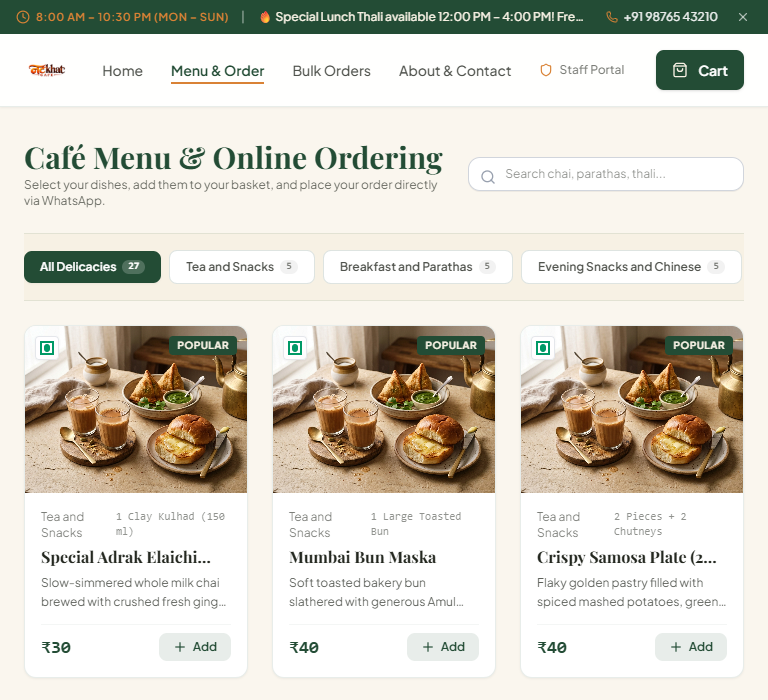 8:00 AM – 10:30 PM (MON – SUN) | 🔥 Special Lunch Thali available 12:00 PM – 4:00 PM! Fre... +91 98765 43210
Home Menu & Order Bulk Orders About & Contact Staff Portal Cart
Café Menu & Online Ordering
Select your dishes, add them to your basket, and place your order directly
via WhatsApp.
Search chai, parathas, thali...
All Delicacies 27 Tea and Snacks 5 Breakfast and Parathas 5 Evening Snacks and Chinese 5
POPULAR
Tea and Snacks
1 Clay Kulhad (150 ml)
Special Adrak Elaichi...
Slow-simmered whole milk chai
brewed with crushed fresh ging...
₹30 + Add
POPULAR
Tea and Snacks
1 Large Toasted Bun
Mumbai Bun Maska
Soft toasted bakery bun
slathered with generous Amul...
₹40 + Add
POPULAR
Tea and Snacks
2 Pieces + 2 Chutneys
Crispy Samosa Plate (2...
Flaky golden pastry filled with
spiced mashed potatoes, green...
₹40 + Add